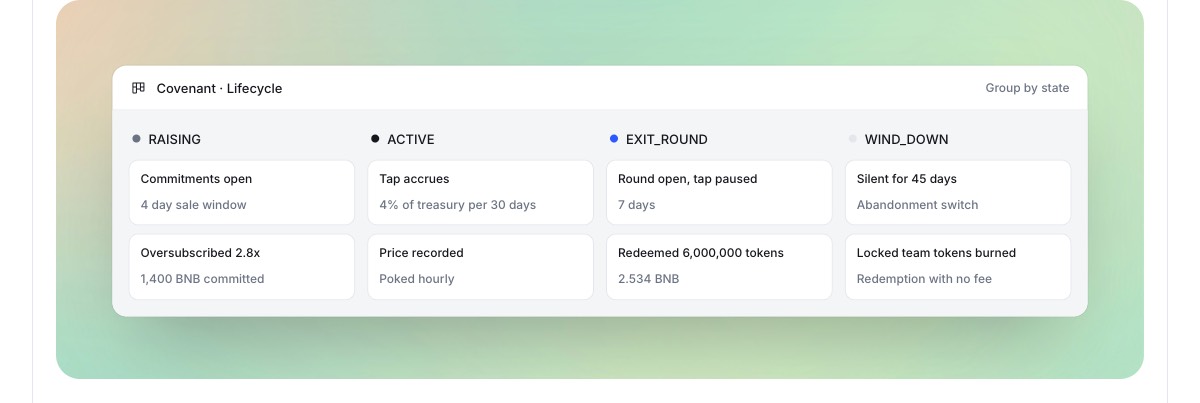 Covenant · Lifecycle
Group by state
RAISING
Commitments open
4 day sale window
Oversubscribed 2.8x
1,400 BNB committed
ACTIVE
Tap accrues
4% of treasury per 30 days
Price recorded
Poked hourly
EXIT_ROUND
Round open, tap paused
7 days
Redeemed 6,000,000 tokens
2.534 BNB
WIND_DOWN
Silent for 45 days
Abandonment switch
Locked team tokens burned
Redemption with no fee